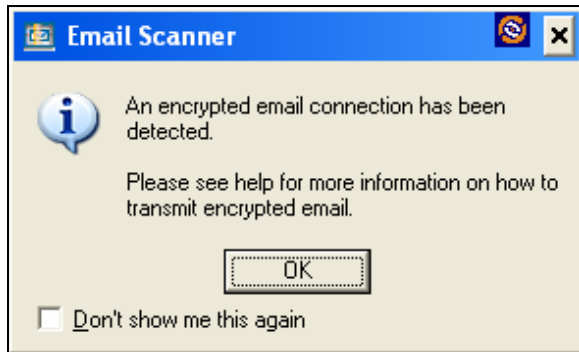 Email Scanner
An encrypted email connection has been
detected.
Please see help for more information on how to
transmit encrypted email.
OK
Don't show me this again